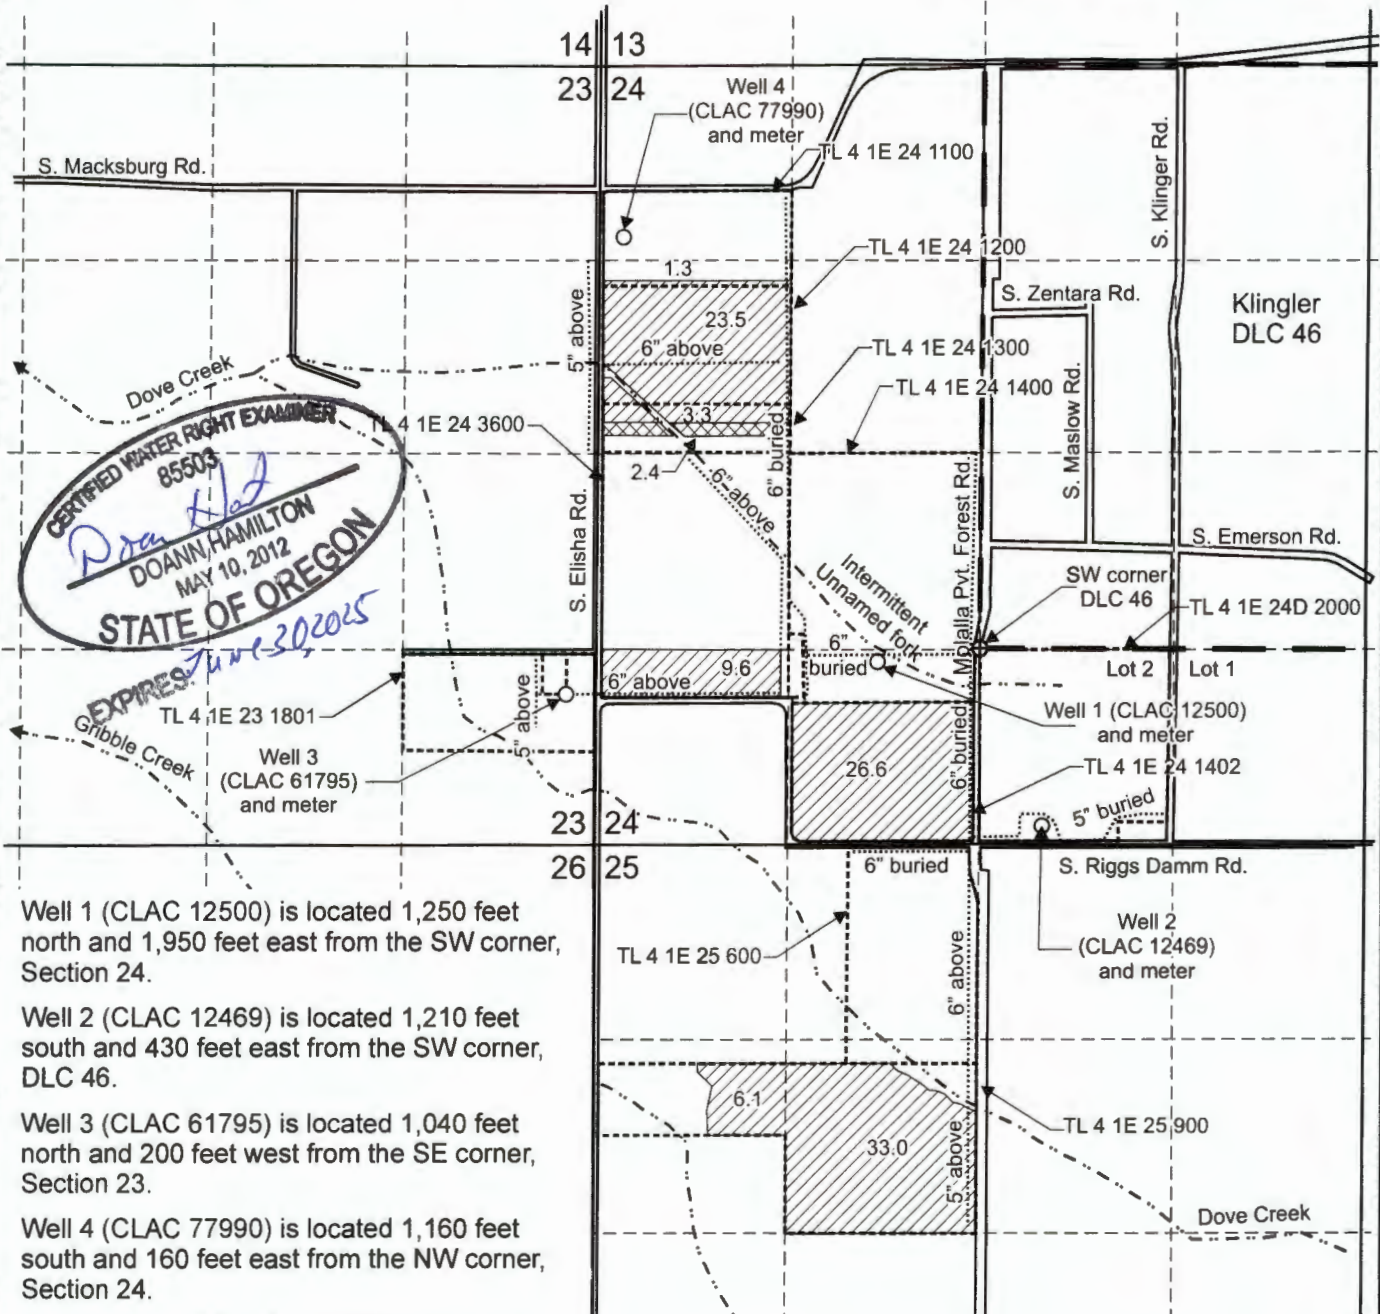 14 13
23 24
Well 4
(CLAC 77990)
and meter
TL 4 1E 24 1100
S. Macksburg Rd.
S. Klinger Rd.
TL 4 1E 24 1200
1.3
S. Zentara Rd.
Klingler
DLC 46
5" above
23.5
6" above
TL 4 1E 24 1300
Dove Creek
TL 4 1E 24 1400
S. Maslow Rd.
3.3
TL 4 1E 24 3600
6" buried
2.4
6" above
CERTIFIED WATER RIGHT EXAMINER
85503
DOANN HAMILTON
MAY 10, 2012
STATE OF OREGON
EXPIRES: June 30, 2025
S. Elisha Rd.
Molalla Pvt. Forest Rd.
S. Emerson Rd.
Intermittent
Unnamed fork
SW corner
DLC 46
TL 4 1E 24D 2000
6"
buried
Lot 2 Lot 1
9.6
6" above
5" above
TL 4 1E 23 1801
Well 1 (CLAC 12500)
and meter
Gribble Creek
Well 3
(CLAC 61795)
and meter
26.6
6" buried
TL 4 1E 24 1402
5" buried
23 24
26 25
6" buried
S. Riggs Damm Rd.
Well 2
(CLAC 12469)
and meter
TL 4 1E 25 600
6" above
6.1
33.0
5" above
TL 4 1E 25 900
Dove Creek
Well 1 (CLAC 12500) is located 1,250 feet
north and 1,950 feet east from the SW corner,
Section 24.
Well 2 (CLAC 12469) is located 1,210 feet
south and 430 feet east from the SW corner,
DLC 46.
Well 3 (CLAC 61795) is located 1,040 feet
north and 200 feet west from the SE corner,
Section 23.
Well 4 (CLAC 77990) is located 1,160 feet
south and 160 feet east from the NW corner,
Section 24.